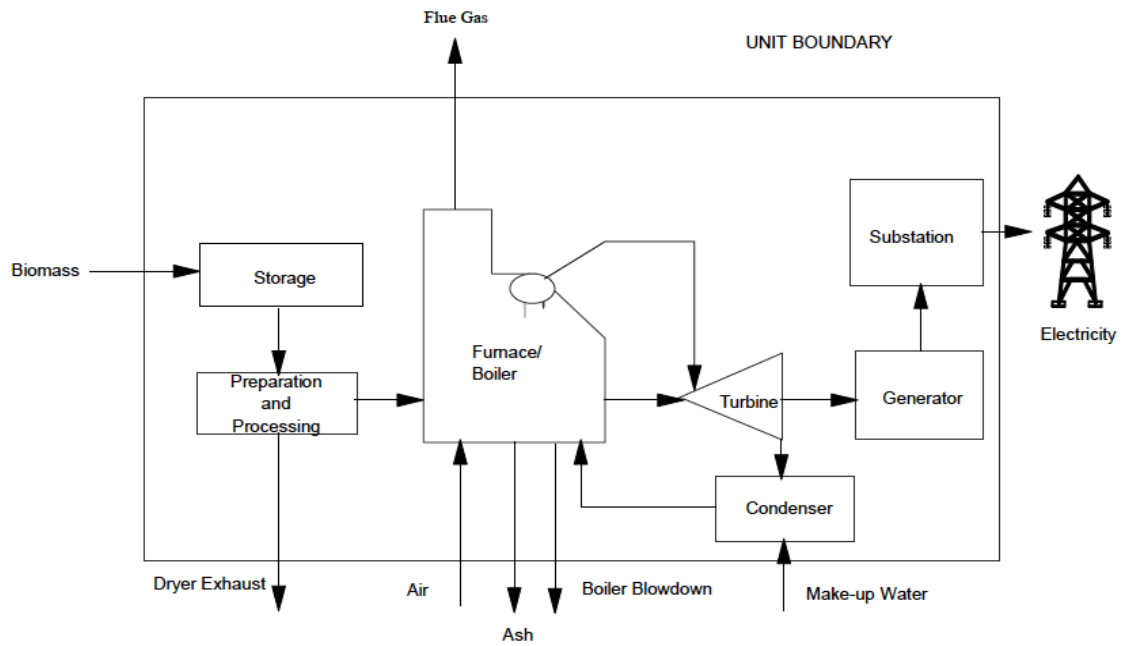 Flue Gas
UNIT BOUNDARY
Biomass
Storage
Substation
Electricity
Furnace/
Boiler
Preparation
and
Processing
Turbine
Generator
Condenser
Dryer Exhaust
Air
Ash
Boiler Blowdown
Make-up Water